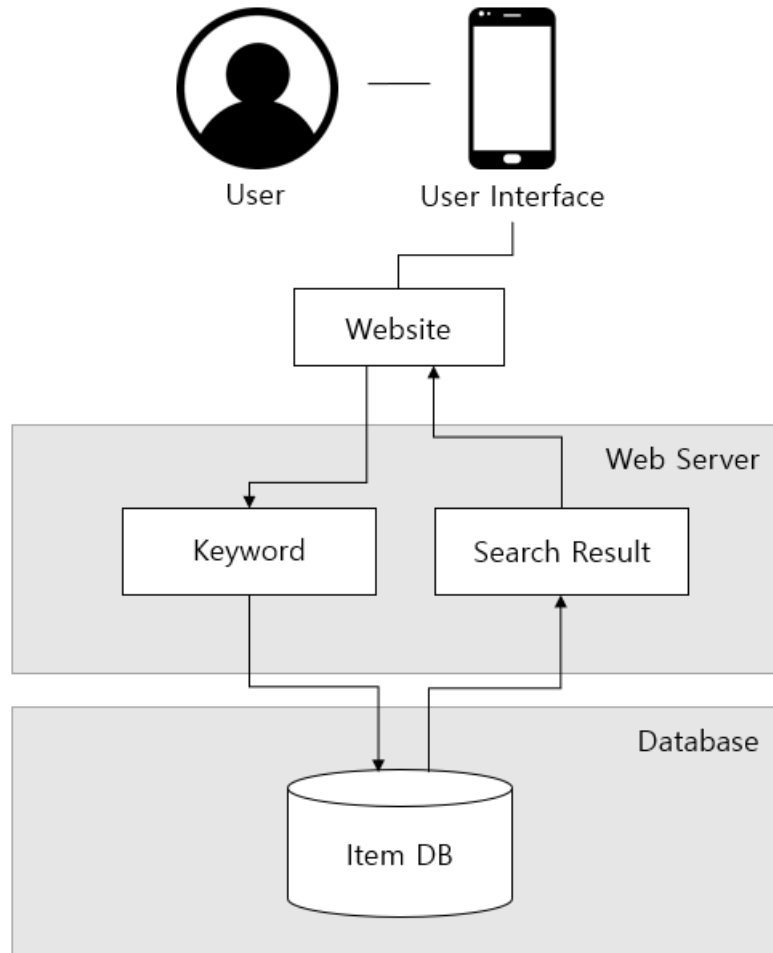 User
User Interface
Website
Web Server
Keyword
Search Result
Database
Item DB